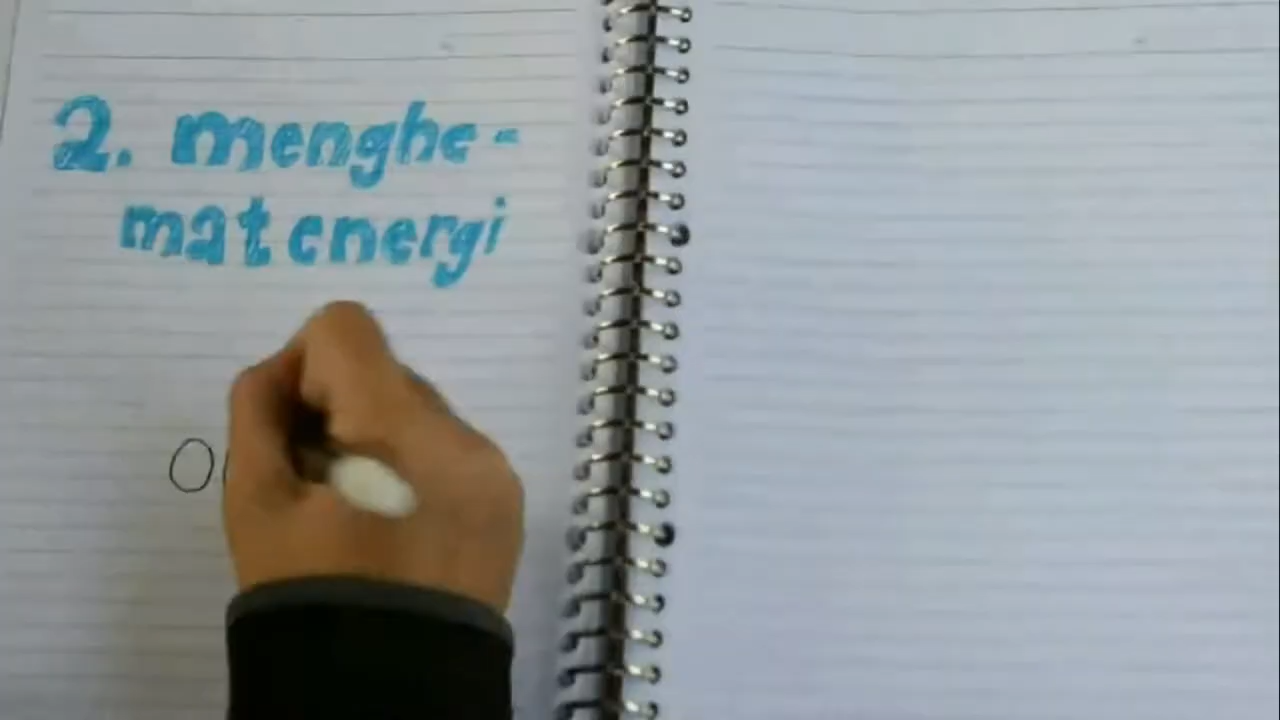 2. menghe-
mat energi